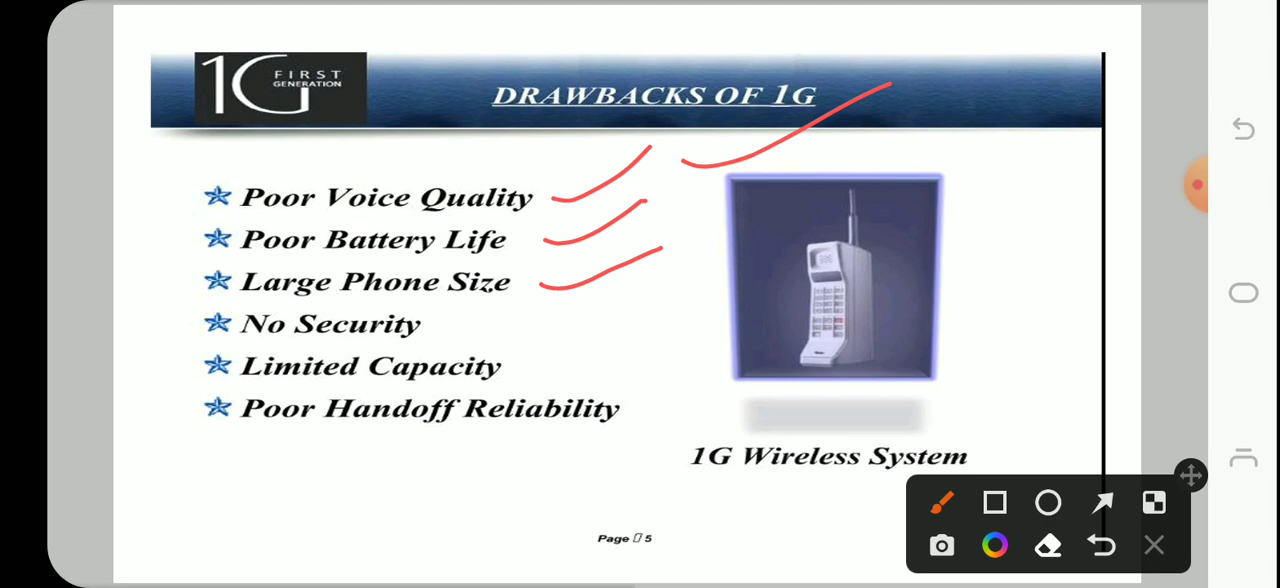 1G FIRST
GENERATION
DRAWBACKS OF 1G
Poor Voice Quality
Poor Battery Life
Large Phone Size
No Security
Limited Capacity
Poor Handoff Reliability
1G Wireless System
Page 5